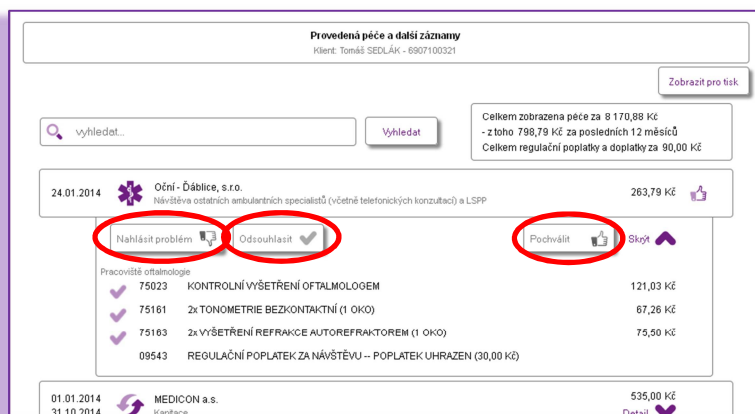 Provedená péče a další záznamy
Klient: Tomáš SEDLÁK - 6907100321
Zobrazit pro tisk
vyhledat...
Vyhledat
Celkem zobrazena péče za 8 170,88 Kč
- z toho 798,79 Kč za posledních 12 měsíců
Celkem regulační poplatky a doplatky za 90,00 Kč
24.01.2014 Oční - Ďáblice, s.r.o. 263,79 Kč
Návštěva ostatních ambulantních specialistů (včetně telefonických konzultací) a LSPP
Nahlásit problém Odsouhlasit Pochválit Skrýt
Pracoviště oftalmologie
75023 KONTROLNÍ VYŠETŘENÍ OFTALMOLOGEM 121,03 Kč
75161 2x TONOMETRIE BEZKONTAKTNÍ (1 OKO) 67,26 Kč
75163 2x VYŠETŘENÍ REFRAKCE AUTOREFRAKTOREM (1 OKO) 75,50 Kč
09543 REGULAČNÍ POPLATEK ZA NÁVŠTĚVU -- POPLATEK UHRAZEN (30,00 Kč)
01.01.2014 MEDICON a.s. 535,00 Kč
31.10.2014 Kapitace Detail